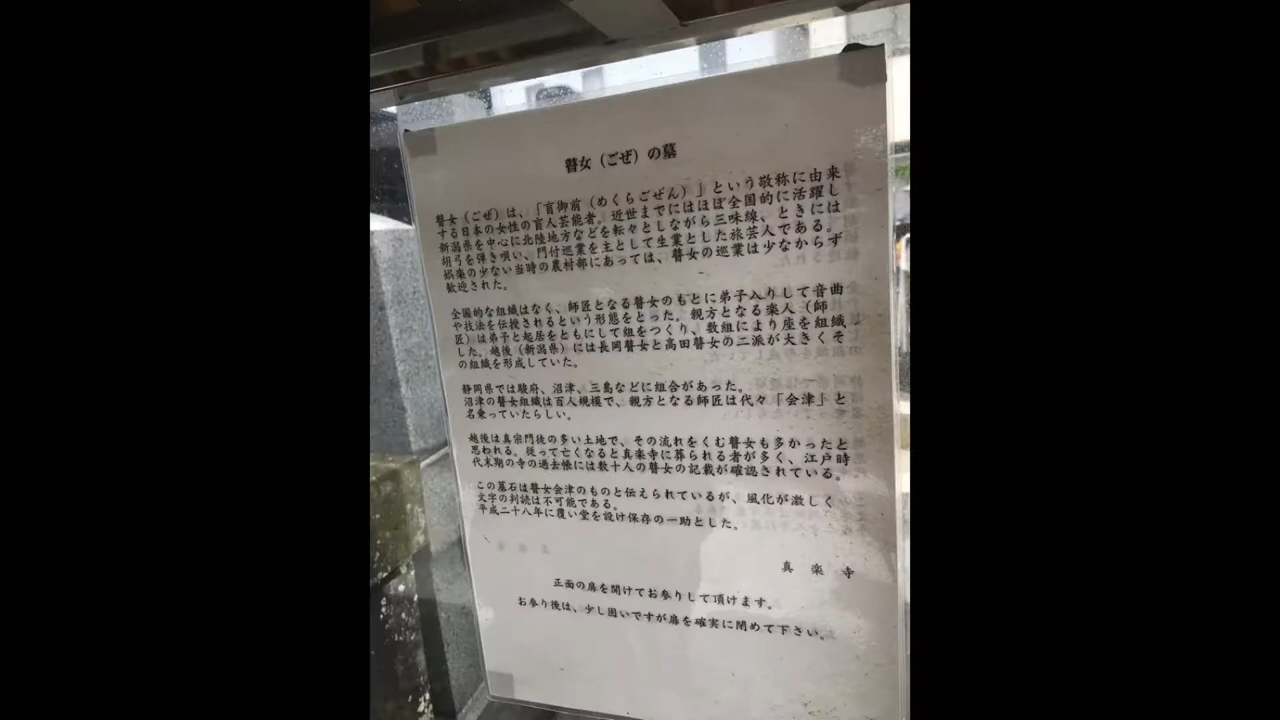 瞽女（ごぜ）の墓
瞽女（ごぜ）は、「盲御前（めくらごぜん）」という敬称に由来
する日本の女性の盲人芸能者。近世までにはほぼ全国的に活躍し
新潟県を中心に北陸地方などを転々としながら三味線、ときには
胡弓を弾き唄い、門付巡業を主として生業とした旅芸人である。
娯楽の少ない当時の農村部にあっては、瞽女の巡業は少なからず
歓迎された。
全国的な組織はなく、師匠となる瞽女のもとに弟子入りして音曲
や技法を伝授されるという形態をとった。親方となる楽人（師
匠）は弟子と起居をともにして組をつくり、数組により座を組織
した。越後（新潟県）には長岡瞽女と高田瞽女の二派が大きくそ
の組織を形成していた。
静岡県では駿府、沼津、三島などに組合があった。
沼津の瞽女組織は百人規模で、親方となる師匠は代々「会津」と
名乗っていたらしい。
越後は真宗門徒の多い土地で、その流れをくむ瞽女も多かったと
思われる。従って亡くなると真楽寺に葬られる者が多く、江戸時
代末期の寺の過去帳には数十人の瞽女の記載が確認されている。
この墓石は瞽女会津のものと伝えられているが、風化が激しく
文字の判読は不可能である。
平成二十八年に覆い堂を設け保存の一助とした。
真楽寺
正面の扉を開けてお参りして頂けます。
お参り後は、少し固いですが扉を確実に閉めて下さい。